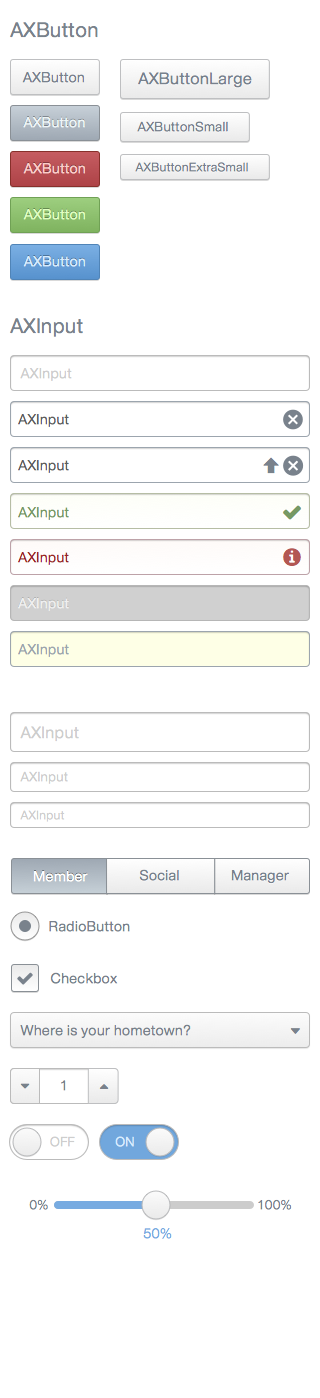 AXButton
AXButton
AXButtonLarge
AXButton
AXButtonSmall
AXButton
AXButtonExtraSmall
AXButton
AXButton
AXInput
AXInput
AXInput
AXInput
AXInput
AXInput
AXInput
AXInput
AXInput
AXInput
AXInput
Member Social Manager
RadioButton
Checkbox
Where is your hometown?
1
OFF ON
0% 100%
50%